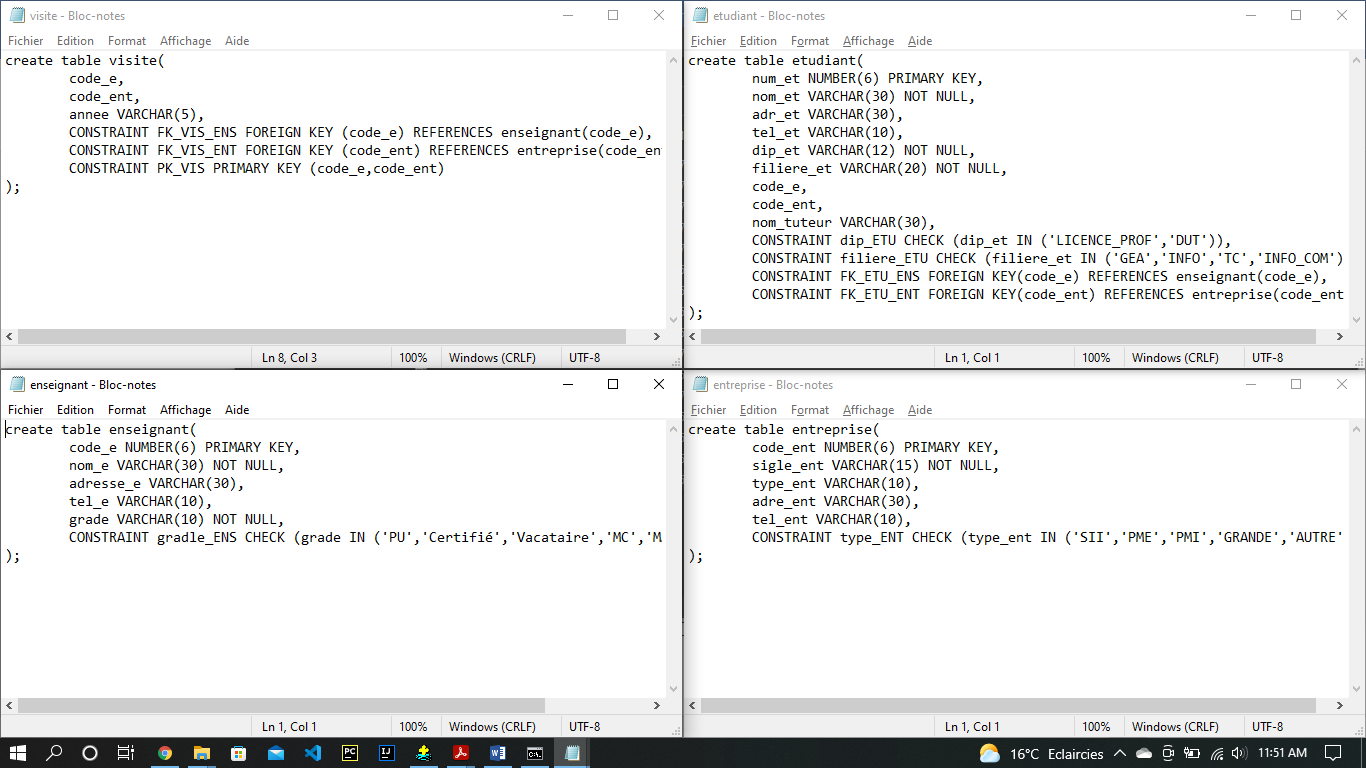 visite - Bloc-notes
Fichier Edition Format Affichage Aide
create table visite(
code_e,
code_ent,
annee VARCHAR(5),
CONSTRAINT FK_VIS_ENS FOREIGN KEY (code_e) REFERENCES enseignant(code_e),
CONSTRAINT FK_VIS_ENT FOREIGN KEY (code_ent) REFERENCES entreprise(code_en
CONSTRAINT PK_VIS PRIMARY KEY (code_e,code_ent)
);
Ln 8, Col 3 100% Windows (CRLF) UTF-8
etudiant - Bloc-notes
Fichier Edition Format Affichage Aide
create table etudiant(
num_et NUMBER(6) PRIMARY KEY,
nom_et VARCHAR(30) NOT NULL,
adr_et VARCHAR(30),
tel_et VARCHAR(10),
dip_et VARCHAR(12) NOT NULL,
filiere_et VARCHAR(20) NOT NULL,
code_e,
code_ent,
nom_tuteur VARCHAR(30),
CONSTRAINT dip_ETU CHECK (dip_et IN ('LICENCE_PROF','DUT')),
CONSTRAINT filiere_ETU CHECK (filiere_et IN ('GEA','INFO','TC','INFO_COM')
CONSTRAINT FK_ETU_ENS FOREIGN KEY(code_e) REFERENCES enseignant(code_e),
CONSTRAINT FK_ETU_ENT FOREIGN KEY(code_ent) REFERENCES entreprise(code_ent
);
Ln 1, Col 1 100% Windows (CRLF) UTF-8
enseignant - Bloc-notes
Fichier Edition Format Affichage Aide
create table enseignant(
code_e NUMBER(6) PRIMARY KEY,
nom_e VARCHAR(30) NOT NULL,
adresse_e VARCHAR(30),
tel_e VARCHAR(10),
grade VARCHAR(10) NOT NULL,
CONSTRAINT gradle_ENS CHECK (grade IN ('PU','Certifié','Vacataire','MC','M
);
Ln 1, Col 1 100% Windows (CRLF) UTF-8
entreprise - Bloc-notes
Fichier Edition Format Affichage Aide
create table entreprise(
code_ent NUMBER(6) PRIMARY KEY,
sigle_ent VARCHAR(15) NOT NULL,
type_ent VARCHAR(10),
adre_ent VARCHAR(30),
tel_ent VARCHAR(10),
CONSTRAINT type_ENT CHECK (type_ent IN ('SII','PME','PMI','GRANDE','AUTRE'
);
Ln 1, Col 1 100% Windows (CRLF) UTF-8
PC IJ W 16°C Eclaircies 11:51 AM